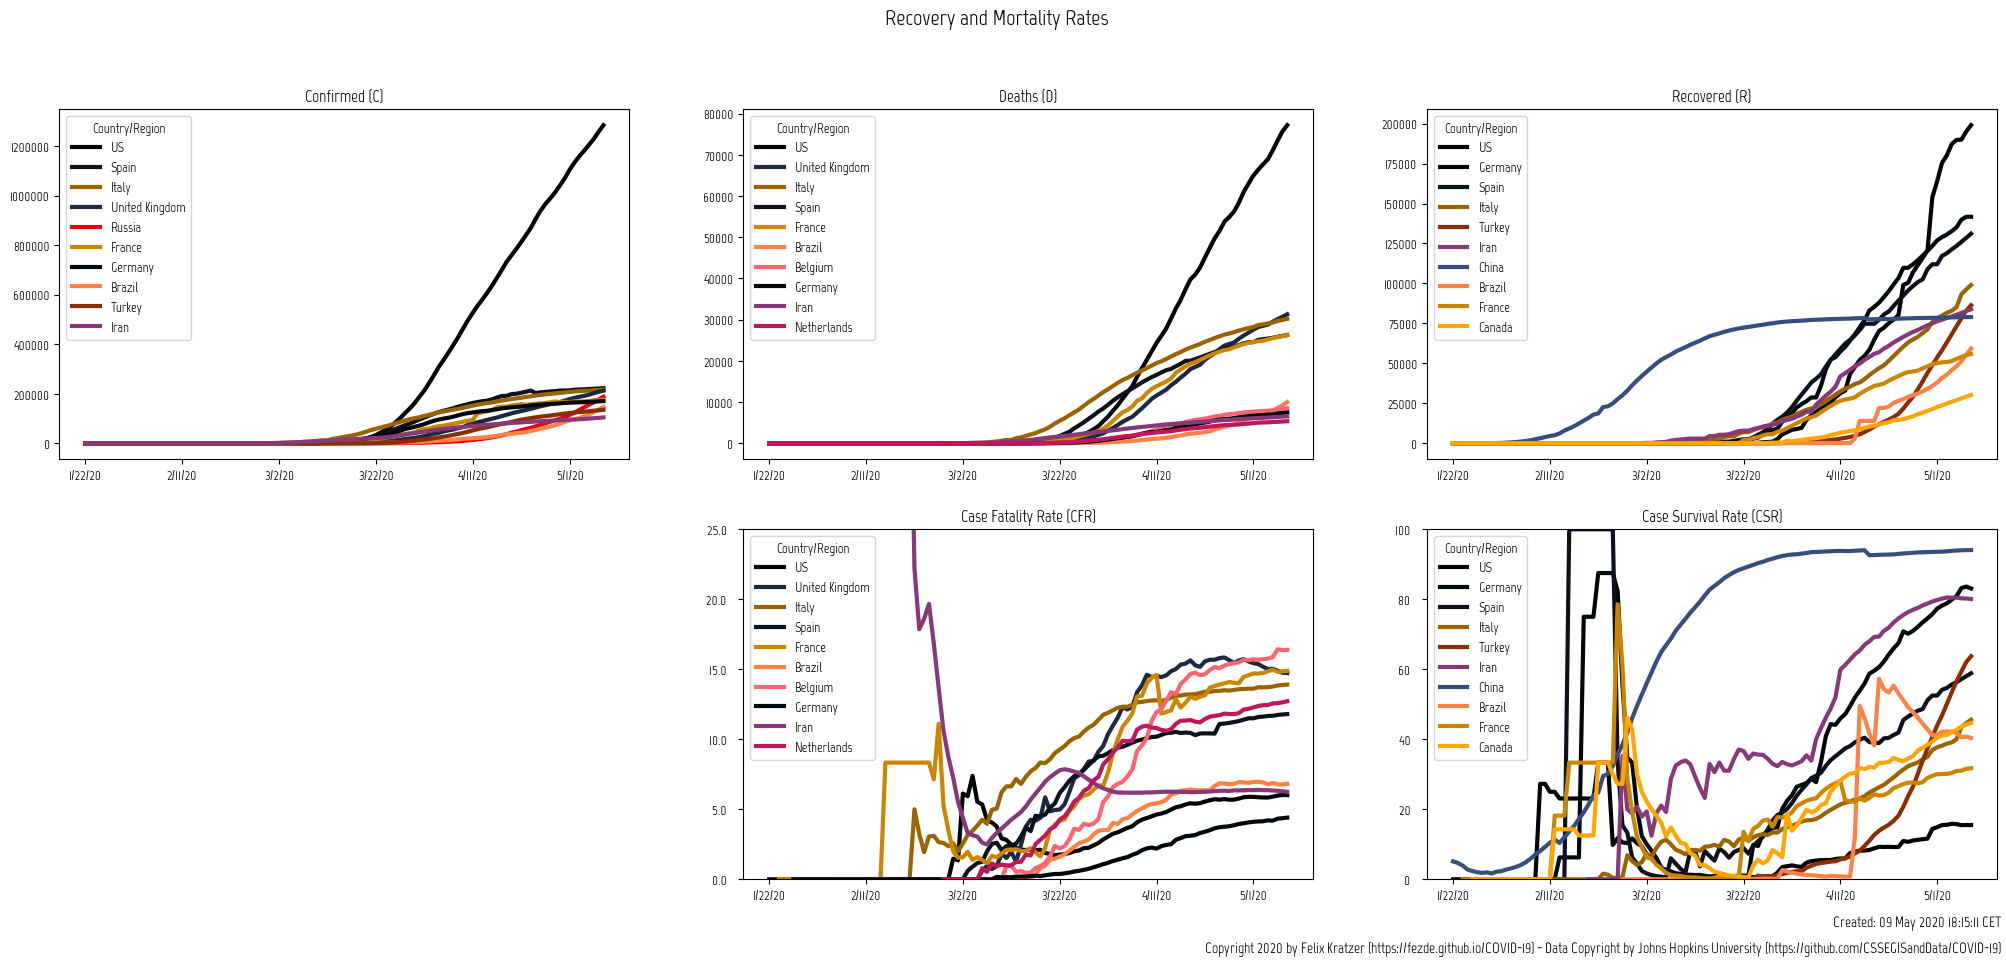 Recovery and Mortality Rates
Confirmed (C)
Country/Region
US
Spain
Italy
United Kingdom
Russia
France
Germany
Brazil
Turkey
Iran
1200000
1000000
800000
600000
400000
200000
0
1/22/20 2/11/20 3/2/20 3/22/20 4/11/20 5/1/20
Deaths (D)
Country/Region
US
United Kingdom
Italy
Spain
France
Brazil
Belgium
Germany
Iran
Netherlands
80000
70000
60000
50000
40000
30000
20000
10000
0
1/22/20 2/11/20 3/2/20 3/22/20 4/11/20 5/1/20
Recovered (R)
Country/Region
US
Germany
Spain
Italy
Turkey
Iran
China
Brazil
France
Canada
200000
175000
150000
125000
100000
75000
50000
25000
0
1/22/20 2/11/20 3/2/20 3/22/20 4/11/20 5/1/20
Case Fatality Rate (CFR)
Country/Region
US
United Kingdom
Italy
Spain
France
Brazil
Belgium
Germany
Iran
Netherlands
25.0
20.0
15.0
10.0
5.0
0.0
1/22/20 2/11/20 3/2/20 3/22/20 4/11/20 5/1/20
Case Survival Rate (CSR)
Country/Region
US
Germany
Spain
Italy
Turkey
Iran
China
Brazil
France
Canada
100
80
60
40
20
0
1/22/20 2/11/20 3/2/20 3/22/20 4/11/20 5/1/20
Created: 09 May 2020 18:15:11 CET
Copyright 2020 by Felix Kratzer (https://fezde.github.io/COVID-19) - Data Copyright by Johns Hopkins University (https://github.com/CSSEGISandData/COVID-19)